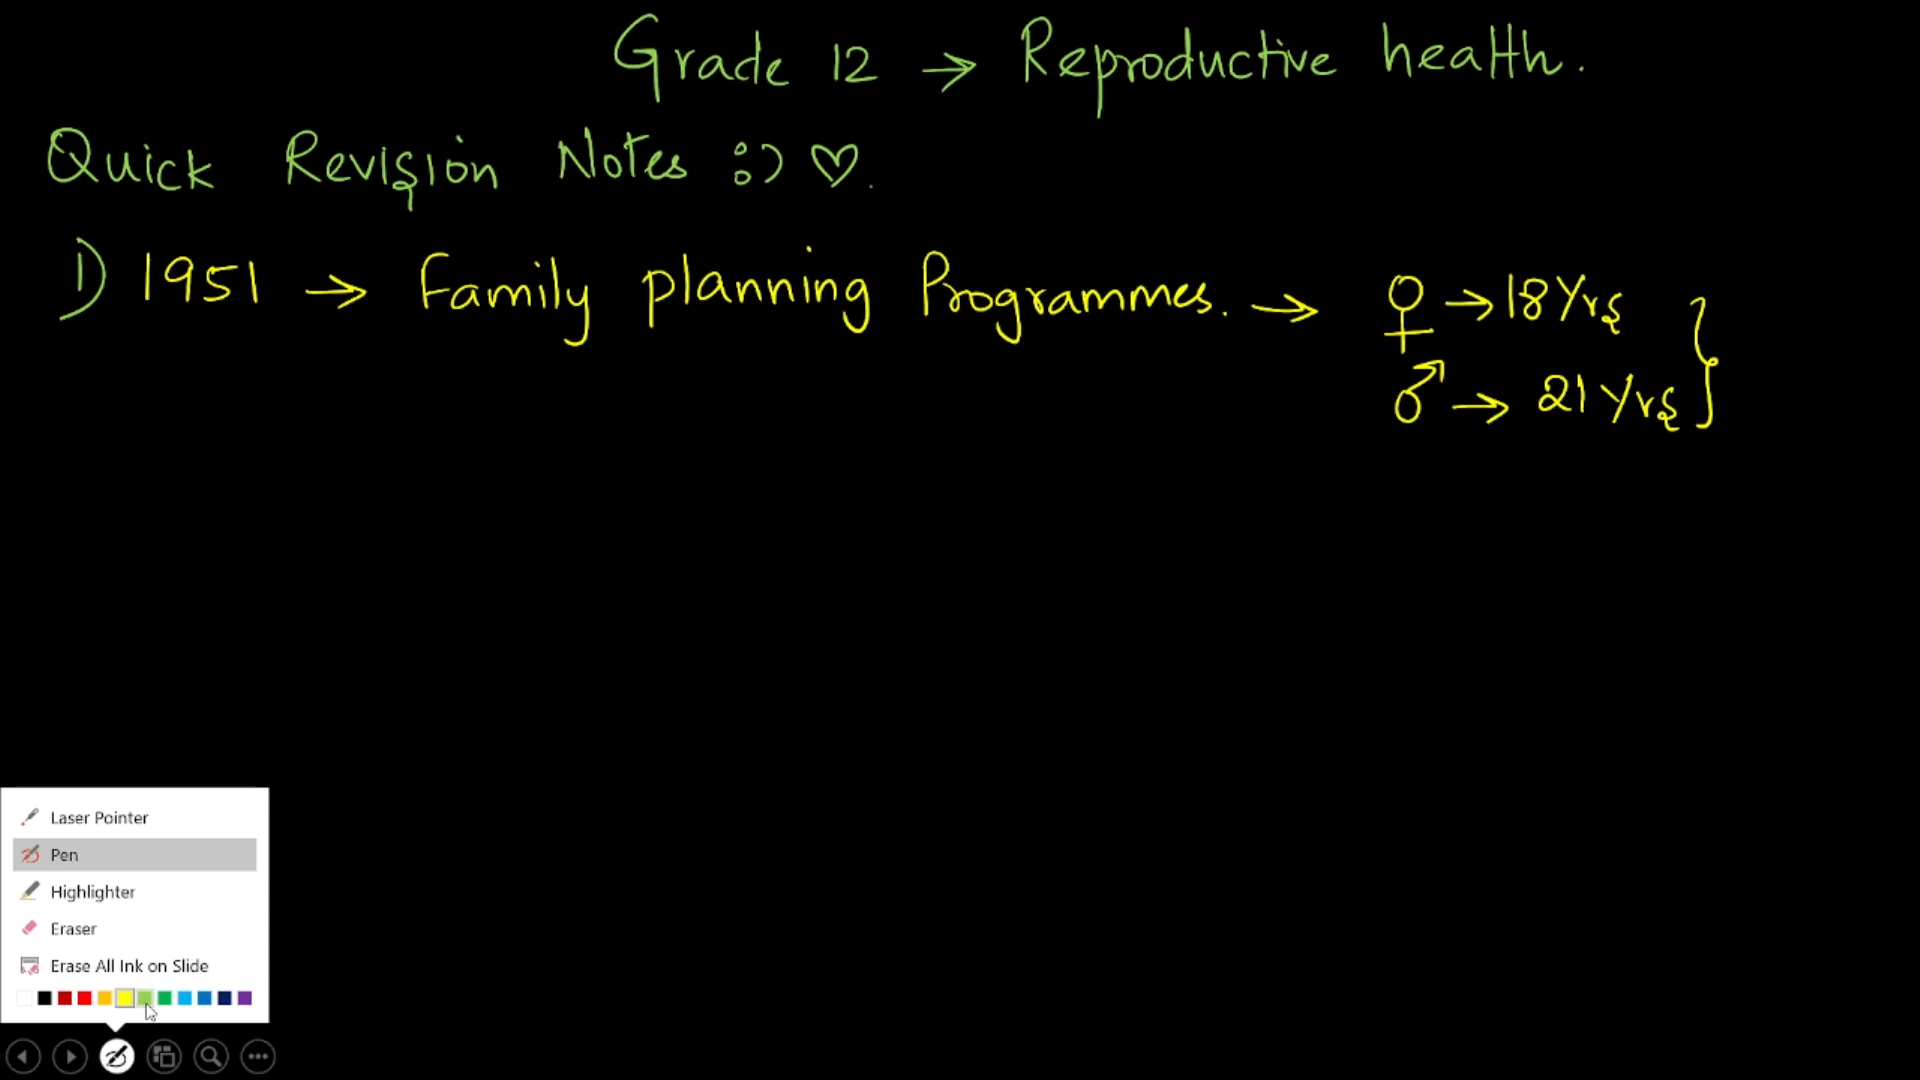 Grade 12 → Reproductive health.
Quick Revision Notes :) ♡.
1) 1951 → Family planning Programmes. → ♀ → 18 Yrs
♂ → 21 Yrs
Laser Pointer
Pen
Highlighter
Eraser
Erase All Ink on Slide